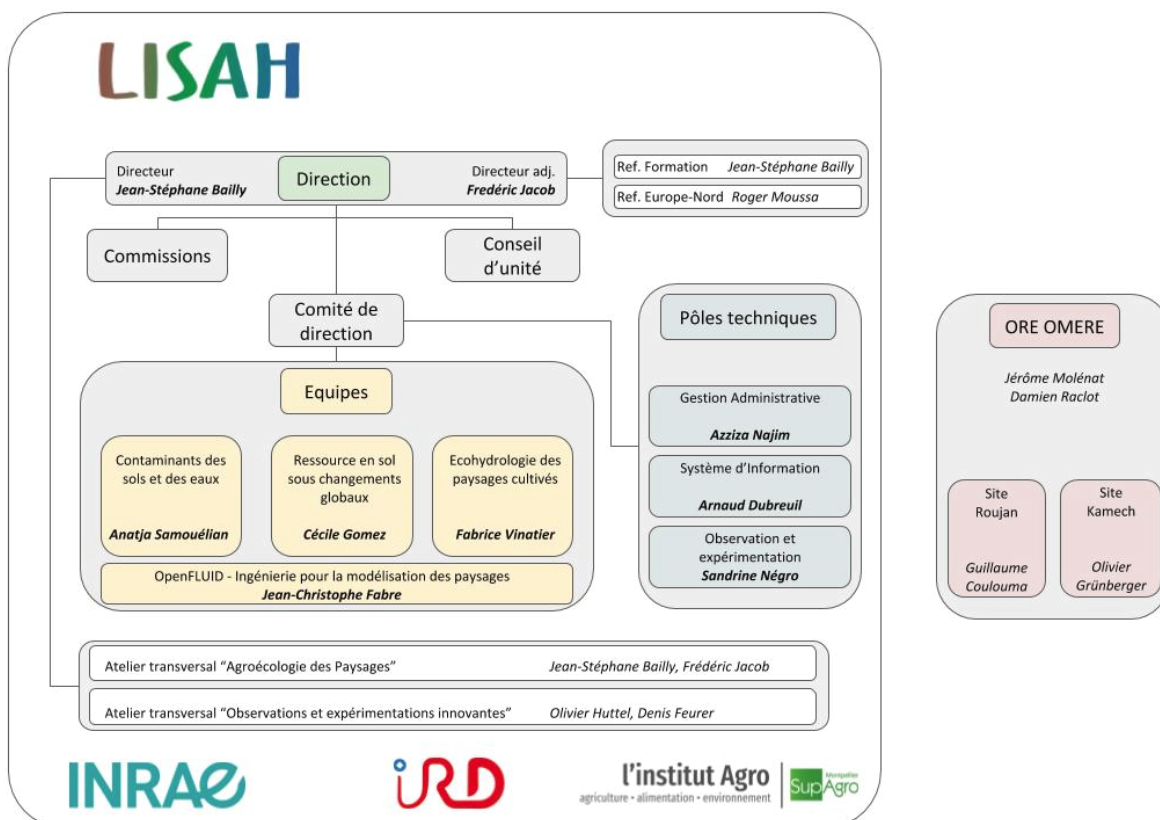 LISAH
Directeur
Jean-Stéphane Bailly
Direction
Directeur adj.
Fredéric Jacob
Ref. Formation Jean-Stéphane Bailly
Ref. Europe-Nord Roger Moussa
Commissions
Conseil
d’unité
Comité de
direction
Pôles techniques
Gestion Administrative
Azziza Najim
Système d’Information
Arnaud Dubreuil
Observation et
expérimentation
Sandrine Négro
Equipes
Contaminants des
sols et des eaux
Anatja Samouélian
Ressource en sol
sous changements
globaux
Cécile Gomez
Ecohydrologie des
paysages cultivés
Fabrice Vinatier
OpenFLUID - Ingénierie pour la modélisation des paysages
Jean-Christophe Fabre
ORE OMERE
Jérôme Molénat
Damien Raclot
Site
Roujan
Guillaume
Coulouma
Site
Kamech
Olivier
Grünberger
Atelier transversal “Agroécologie des Paysages” Jean-Stéphane Bailly, Frédéric Jacob
Atelier transversal “Observations et expérimentations innovantes” Olivier Huttel, Denis Feurer
INRAE
IRD
l’institut Agro
agriculture • alimentation • environnement
Montpellier
SupAgro